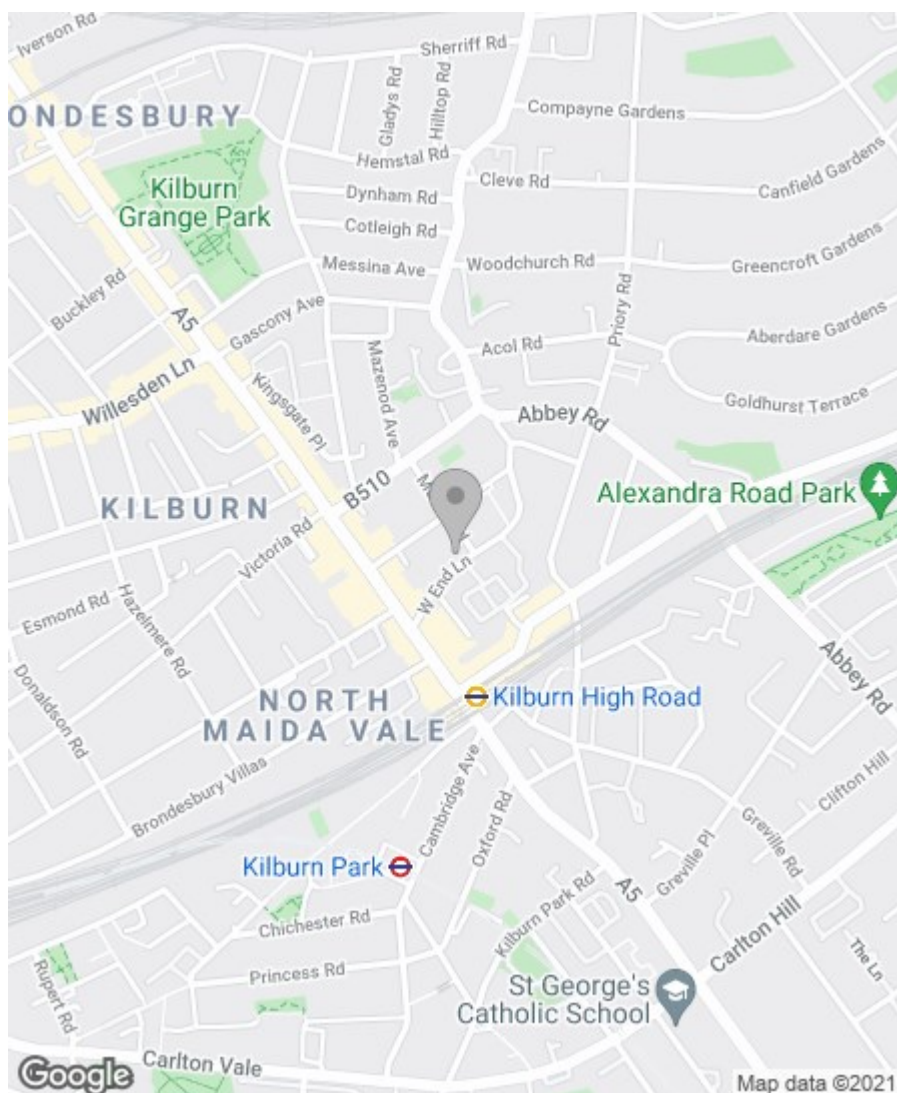 Iverson Rd
Sherriff Rd
Gladys Rd
Hilltop Rd
ONDESBURY
Compayne Gardens
Hemstal Rd
Kilburn
Grange Park
Dynham Rd
Cleve Rd
Canfield Gardens
Cotleigh Rd
Messina Ave
Woodchurch Rd
Greencroft Gardens
Buckley Rd
A5
Gascony Ave
Priory Rd
Acol Rd
Aberdare Gardens
Willesden Ln
Kingsgate Pl
Mazenod Ave
Goldhurst Terrace
Abbey Rd
B510
KILBURN
Alexandra Road Park
Victoria Rd
W End Ln
Esmond Rd
Hazelmere Rd
Donaldson Rd
Abbey Rd
NORTH
MAIDA VALE
Kilburn High Road
Brondesbury Villas
Cambridge Ave
Clifton Hill
Oxford Rd
Greville Pl
Greville Rd
Kilburn Park
A5
Kilburn Park Rd
Carlton Hill
Chichester Rd
The Ln
Princess Rd
Rupert Rd
St George's
Catholic School
Carlton Vale
Google
Map data ©2021